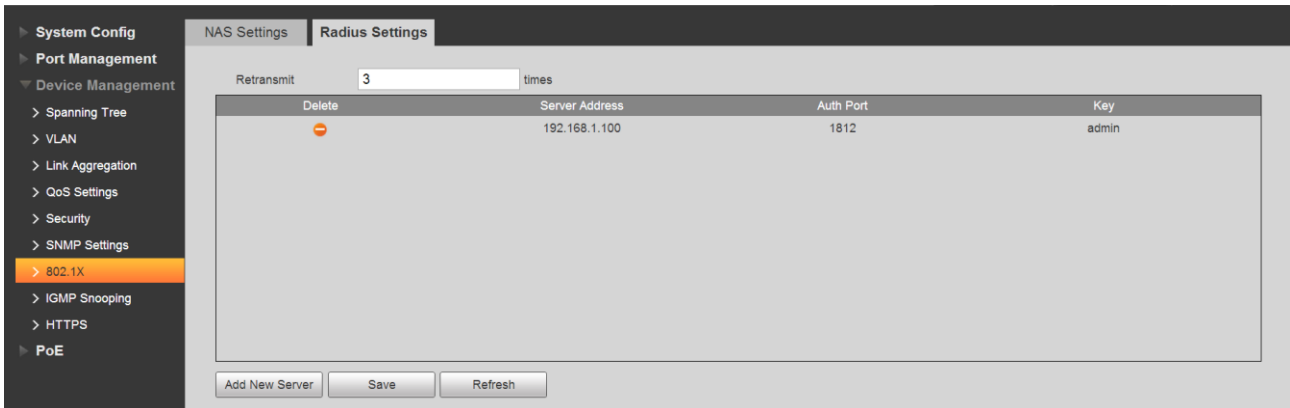 System Config
Port Management
Device Management
Spanning Tree
VLAN
Link Aggregation
QoS Settings
Security
SNMP Settings
802.1X
IGMP Snooping
HTTPS
PoE
NAS Settings Radius Settings
Retransmit 3 times
Delete Server Address Auth Port Key
192.168.1.100 1812 admin
Add New Server Save Refresh